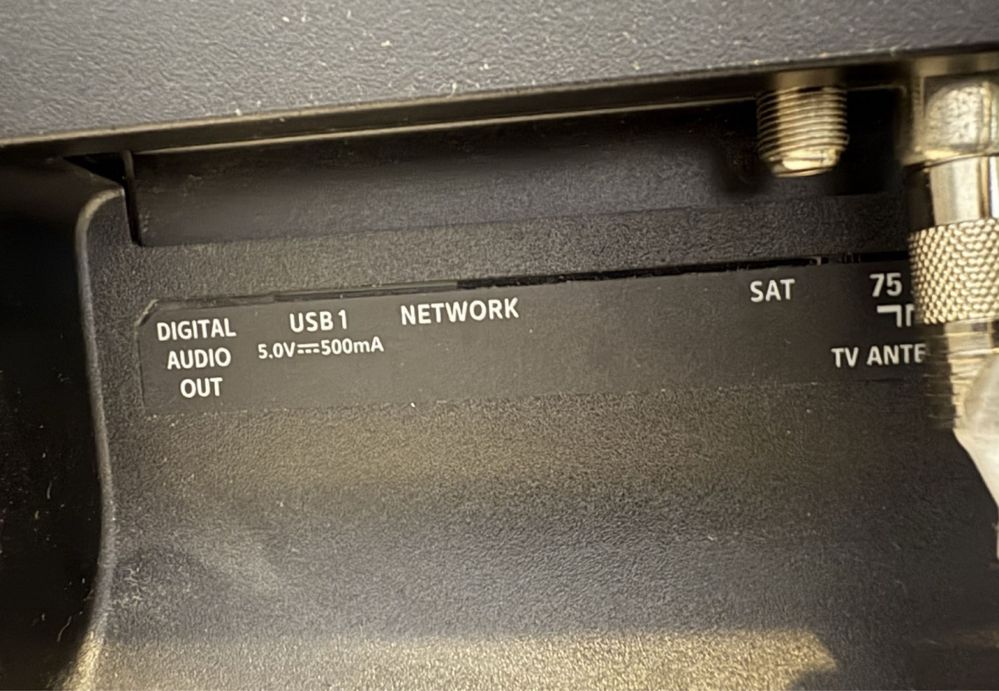 DIGITAL
AUDIO
OUT
USB 1
5.0V⎓500mA
NETWORK
SAT
75
TV ANTE